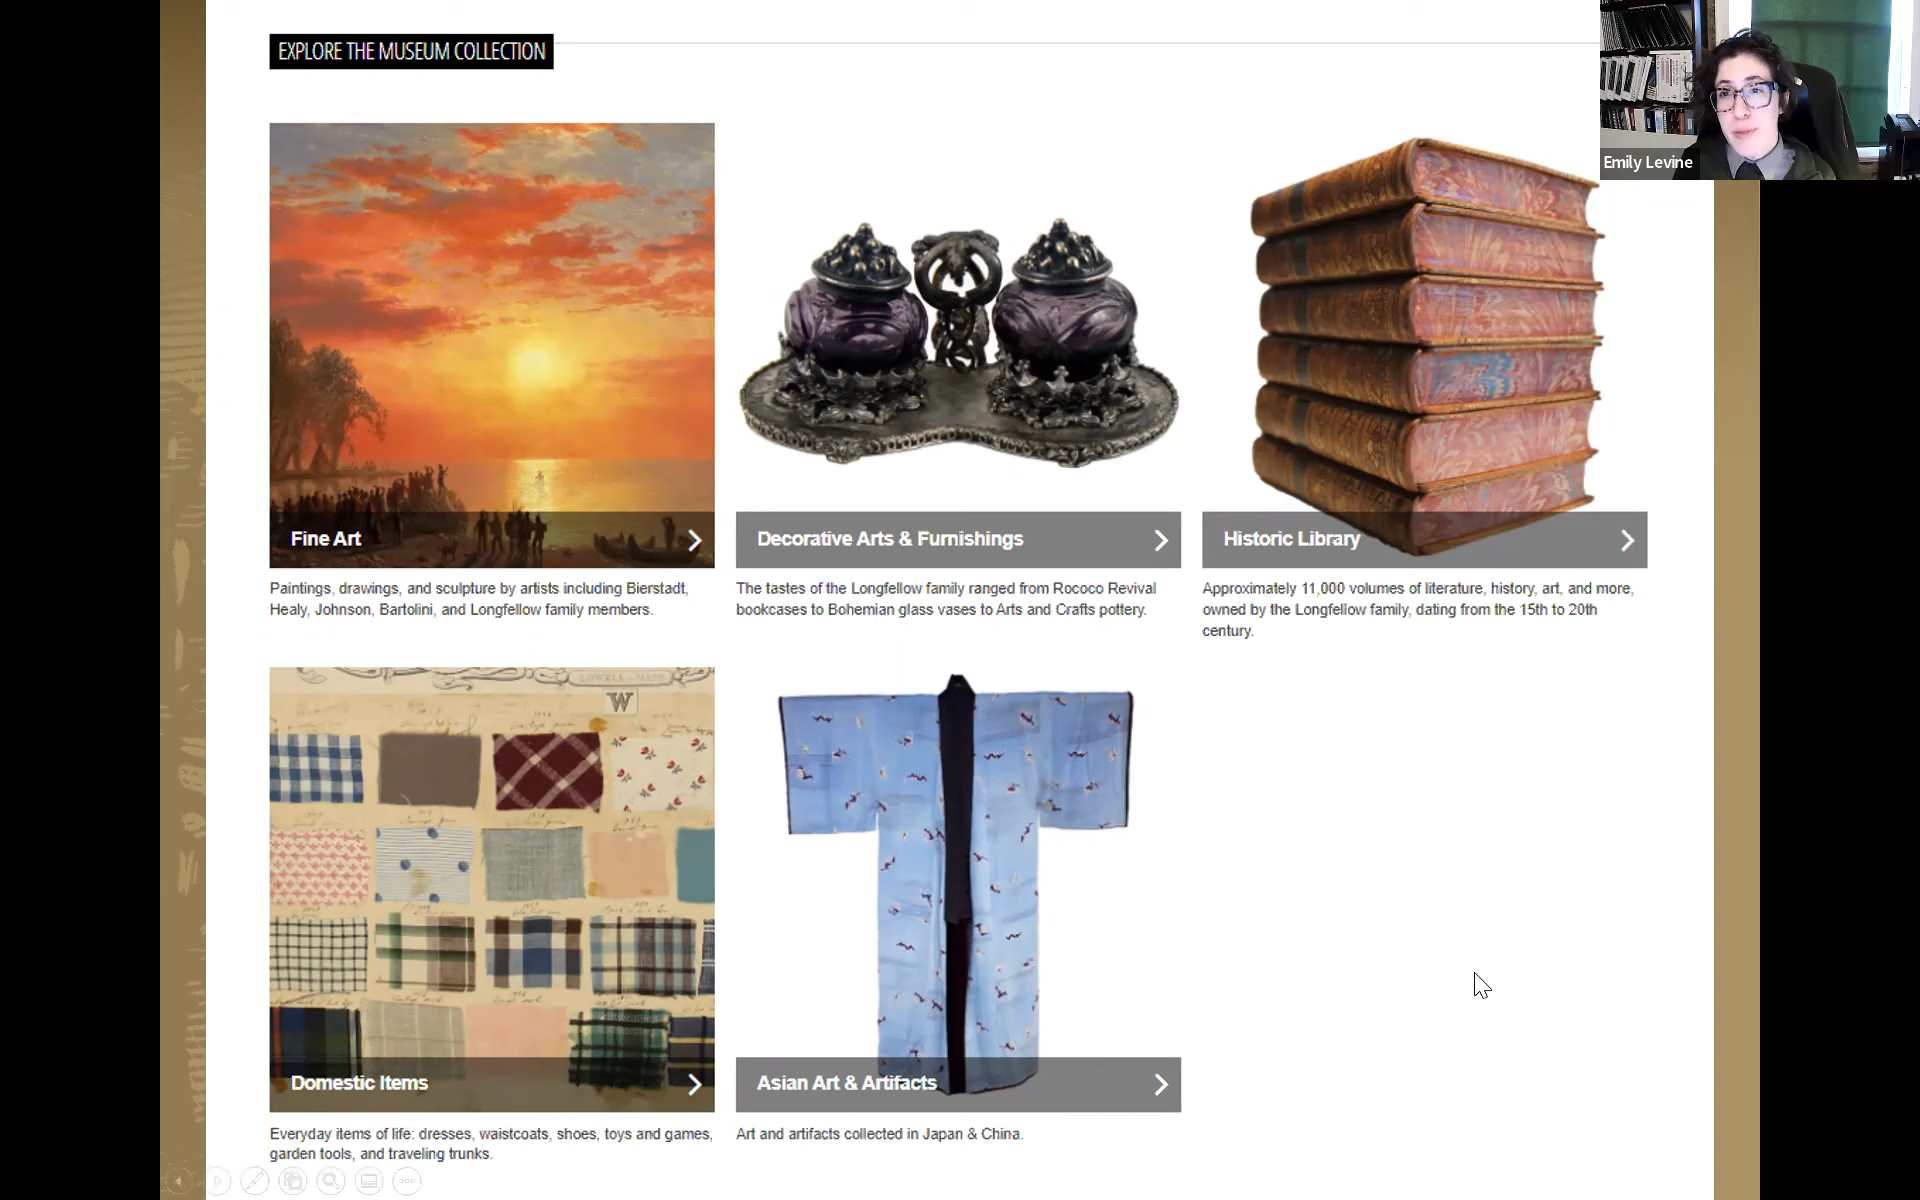 EXPLORE THE MUSEUM COLLECTION
Emily Levine
Fine Art
Decorative Arts & Furnishings
Historic Library
Paintings, drawings, and sculpture by artists including Bierstadt,
Healy, Johnson, Bartolini, and Longfellow family members.
The tastes of the Longfellow family ranged from Rococo Revival
bookcases to Bohemian glass vases to Arts and Crafts pottery.
Approximately 11,000 volumes of literature, history, art, and more,
owned by the Longfellow family, dating from the 15th to 20th
century.
LOWELL - MASS
W
Domestic Items
Asian Art & Artifacts
Everyday items of life: dresses, waistcoats, shoes, toys and games,
garden tools, and traveling trunks.
Art and artifacts collected in Japan & China.